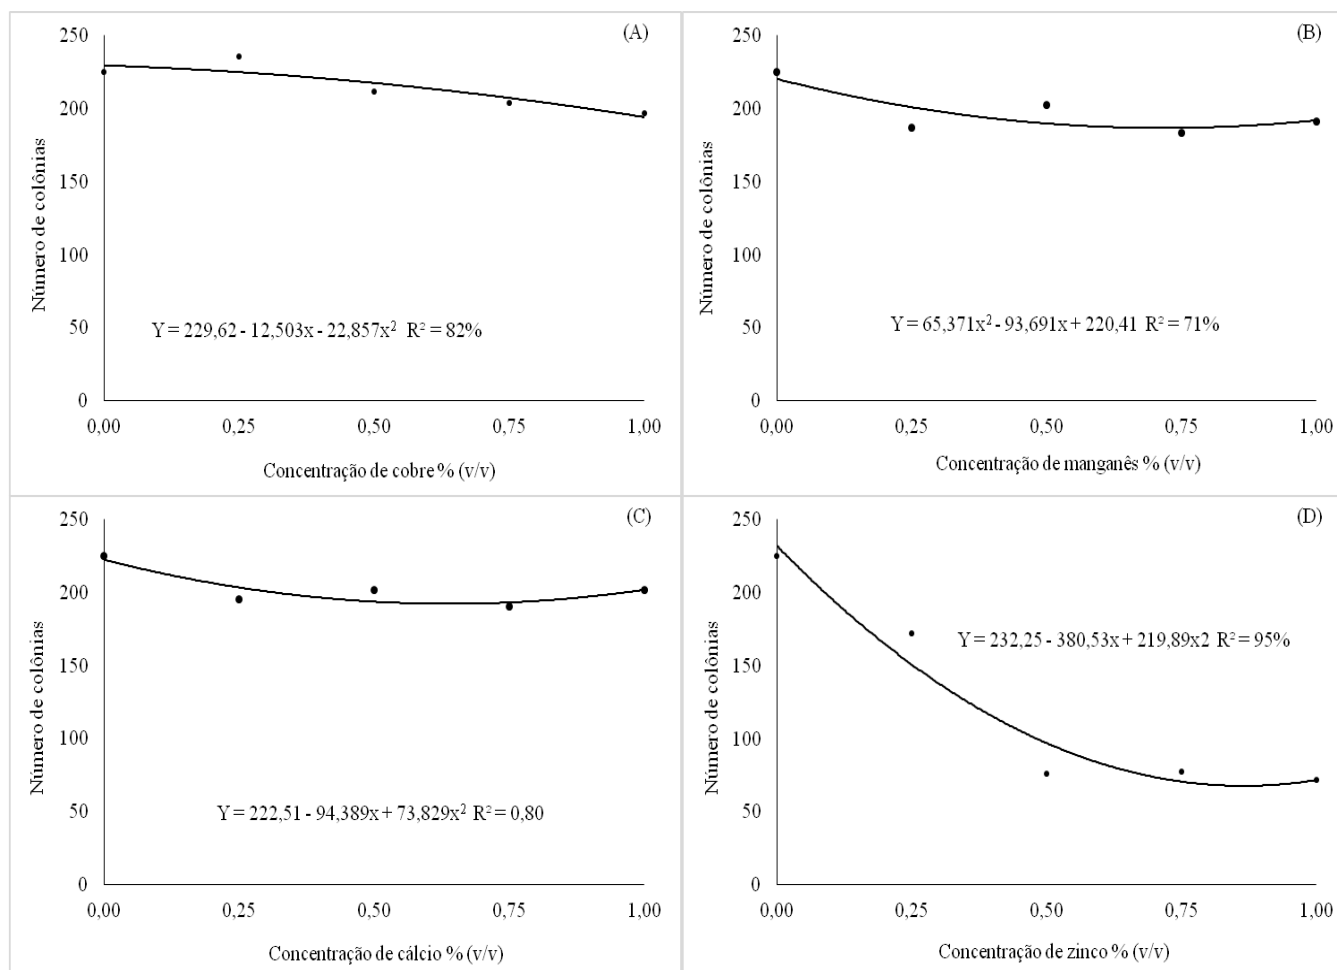 (A)
250
200
150
100
50
0
Número de colônias
Y = 229,62 - 12,503x - 22,857x² R² = 82%
0,00 0,25 0,50 0,75 1,00
Concentração de cobre % (v/v)
(B)
250
200
150
100
50
0
Número de colônias
Y = 65,371x² - 93,691x + 220,41 R² = 71%
0,00 0,25 0,50 0,75 1,00
Concentração de manganês % (v/v)
(C)
250
200
150
100
50
0
Número de colônias
Y = 222,51 - 94,389x + 73,829x² R² = 0,80
0,00 0,25 0,50 0,75 1,00
Concentração de cálcio % (v/v)
(D)
250
200
150
100
50
0
Número de colônias
Y = 232,25 - 380,53x + 219,89x2 R² = 95%
0,00 0,25 0,50 0,75 1,00
Concentração de zinco % (v/v)